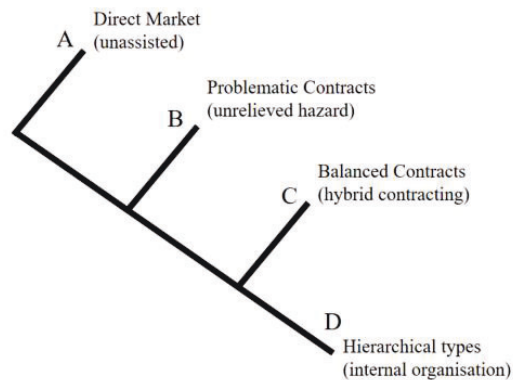 A
Direct Market
(unassisted)
B
Problematic Contracts
(unrelieved hazard)
C
Balanced Contracts
(hybrid contracting)
D
Hierarchical types
(internal organisation)